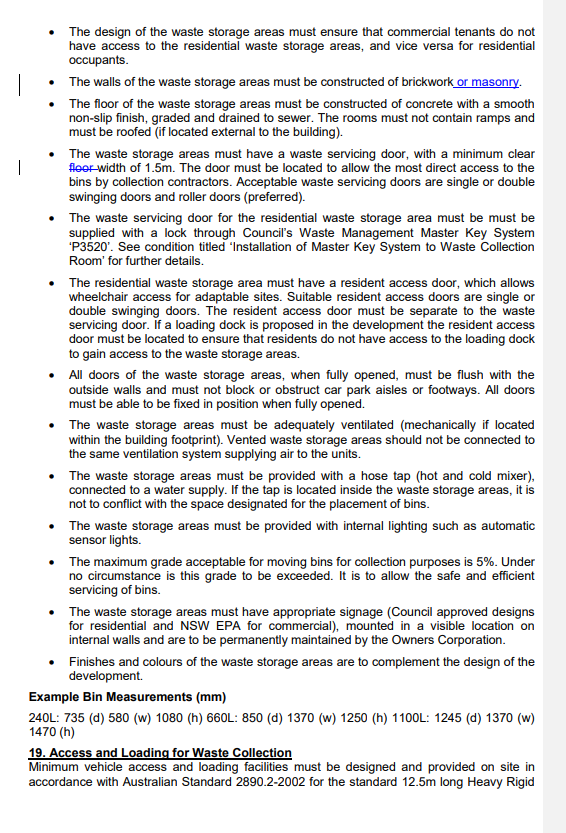 • The design of the waste storage areas must ensure that commercial tenants do not
have access to the residential waste storage areas, and vice versa for residential
occupants.
• The walls of the waste storage areas must be constructed of brickwork or masonry.
• The floor of the waste storage areas must be constructed of concrete with a smooth
non-slip finish, graded and drained to sewer. The rooms must not contain ramps and
must be roofed (if located external to the building).
• The waste storage areas must have a waste servicing door, with a minimum clear
floor width of 1.5m. The door must be located to allow the most direct access to the
bins by collection contractors. Acceptable waste servicing doors are single or double
swinging doors and roller doors (preferred).
• The waste servicing door for the residential waste storage area must be must be
supplied with a lock through Council's Waste Management Master Key System
'P3520'. See condition titled 'Installation of Master Key System to Waste Collection
Room' for further details.
• The residential waste storage area must have a resident access door, which allows
wheelchair access for adaptable sites. Suitable resident access doors are single or
double swinging doors. The resident access door must be separate to the waste
servicing door. If a loading dock is proposed in the development the resident access
door must be located to ensure that residents do not have access to the loading dock
to gain access to the waste storage areas.
• All doors of the waste storage areas, when fully opened, must be flush with the
outside walls and must not block or obstruct car park aisles or footways. All doors
must be able to be fixed in position when fully opened.
• The waste storage areas must be adequately ventilated (mechanically if located
within the building footprint). Vented waste storage areas should not be connected to
the same ventilation system supplying air to the units.
• The waste storage areas must be provided with a hose tap (hot and cold mixer),
connected to a water supply. If the tap is located inside the waste storage areas, it is
not to conflict with the space designated for the placement of bins.
• The waste storage areas must be provided with internal lighting such as automatic
sensor lights.
• The maximum grade acceptable for moving bins for collection purposes is 5%. Under
no circumstance is this grade to be exceeded. It is to allow the safe and efficient
servicing of bins.
• The waste storage areas must have appropriate signage (Council approved designs
for residential and NSW EPA for commercial), mounted in a visible location on
internal walls and are to be permanently maintained by the Owners Corporation.
• Finishes and colours of the waste storage areas are to complement the design of the
development.
Example Bin Measurements (mm)
240L: 735 (d) 580 (w) 1080 (h) 660L: 850 (d) 1370 (w) 1250 (h) 1100L: 1245 (d) 1370 (w)
1470 (h)
19. Access and Loading for Waste Collection
Minimum vehicle access and loading facilities must be designed and provided on site in
accordance with Australian Standard 2890.2-2002 for the standard 12.5m long Heavy Rigid